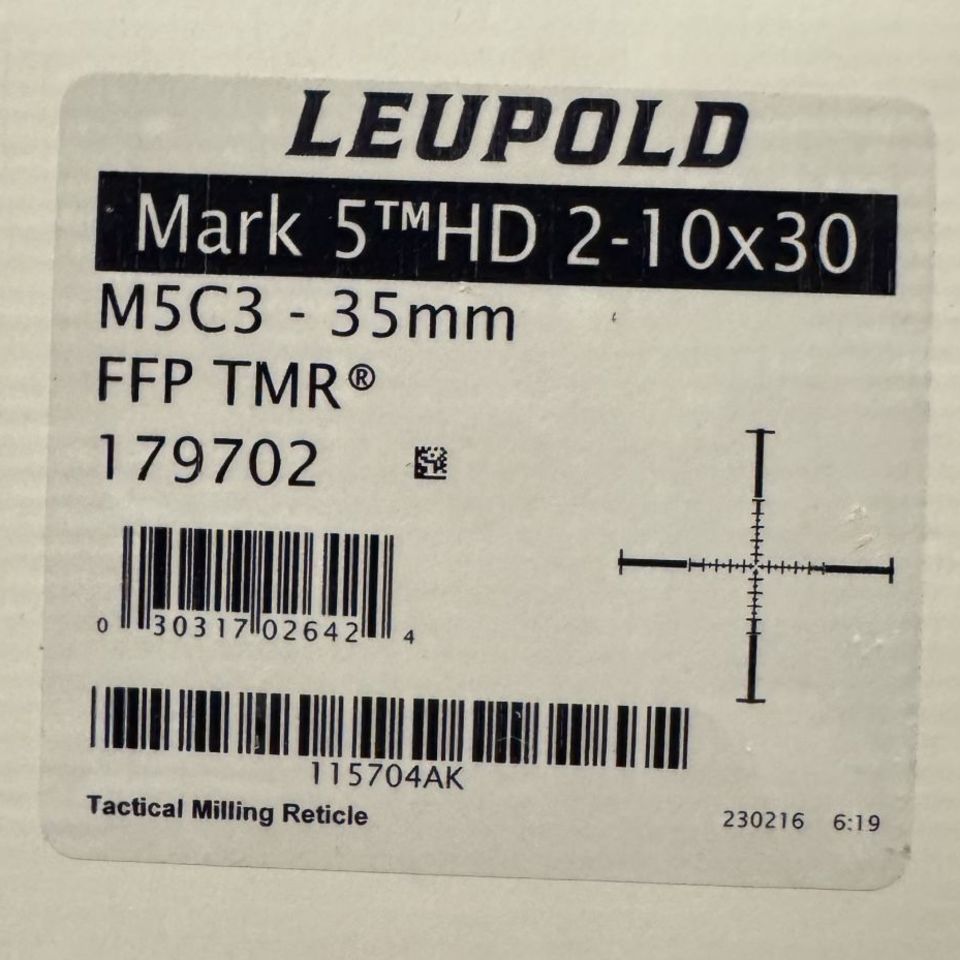 LEUPOLD
Mark 5™HD 2-10x30
M5C3 - 35mm
FFP TMR®
179702
0 30317 02642 4
115704AK
Tactical Milling Reticle
230216 6:19